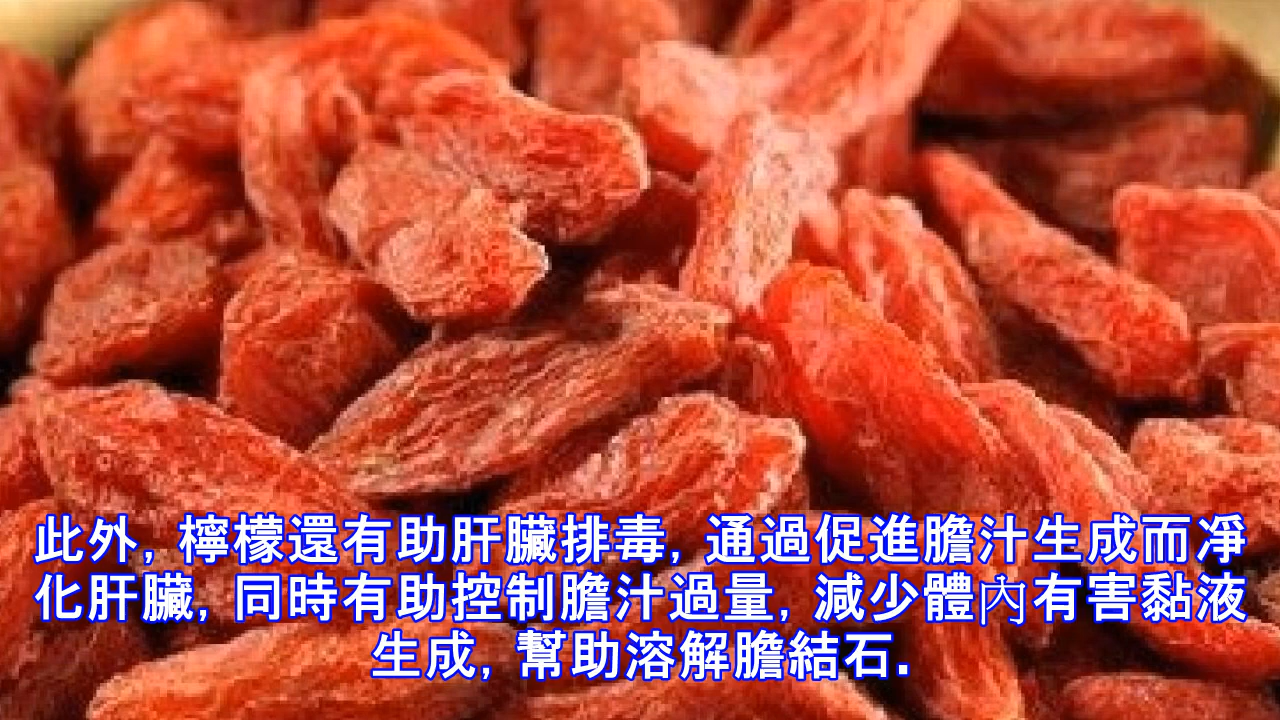 此外, 檸檬還有助肝臟排毒, 通過促進膽汁生成而凈
化肝臟, 同時有助控制膽汁過量, 減少體內有害黏液
生成, 幫助溶解膽結石.